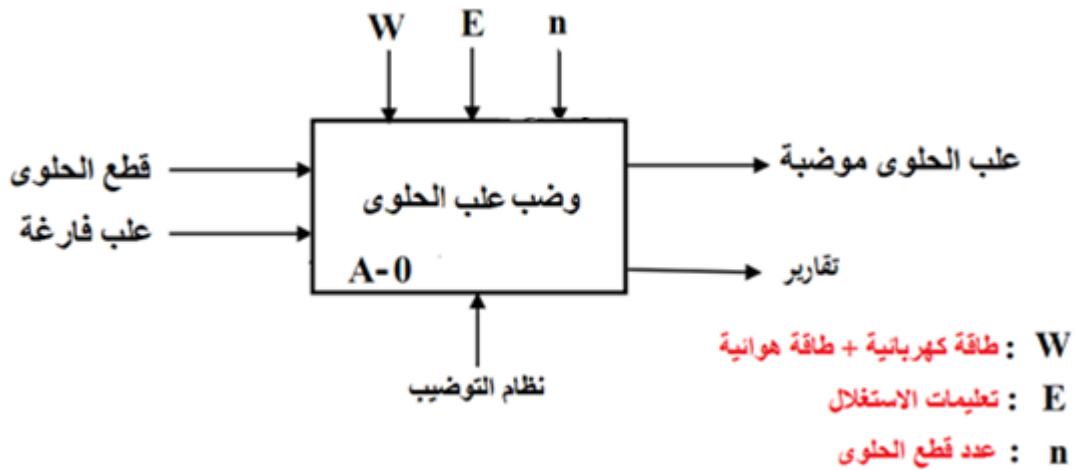 W E n
قطع الحلوى
علب فارغة
وضب علب الحلوى
A-0
علب الحلوى موضبة
تقارير
نظام التوضيب
W : طاقة كهربائية + طاقة هوائية
E : تعليمات الاستغلال
n : عدد قطع الحلوى